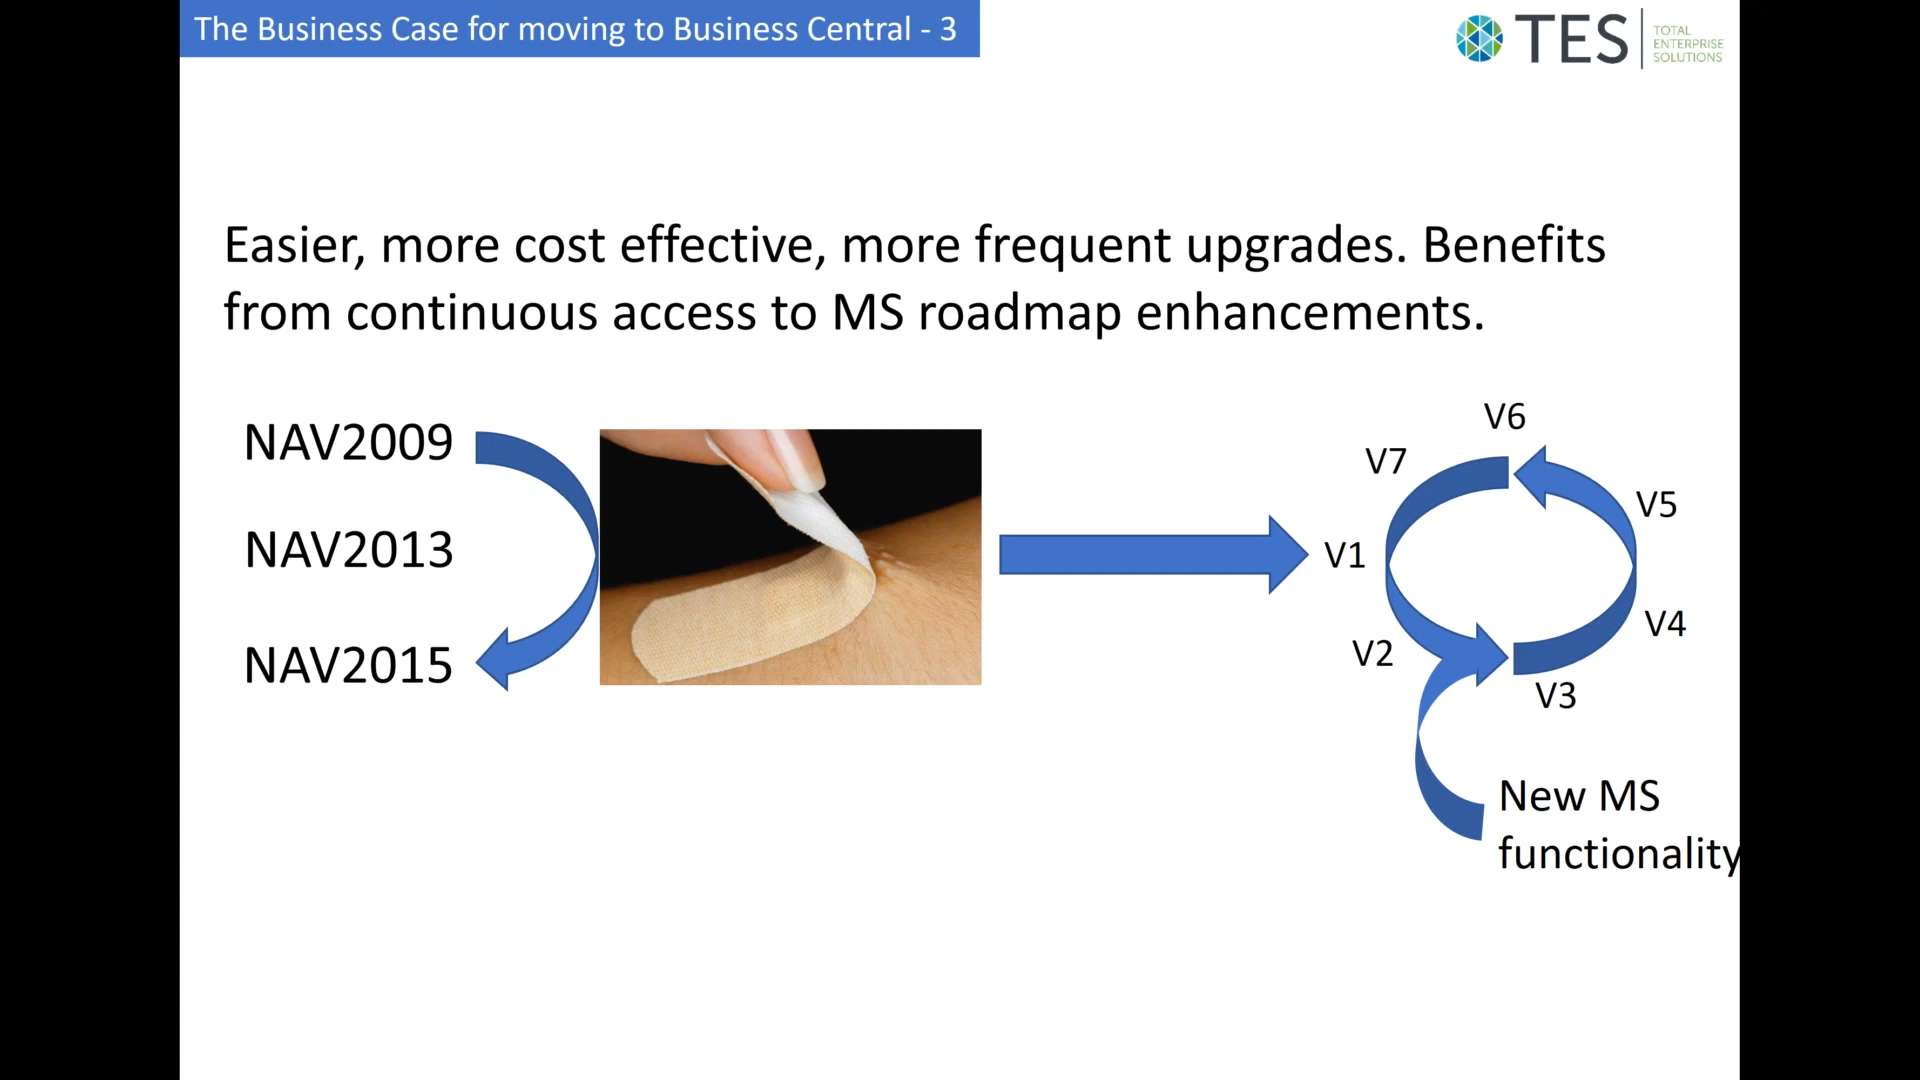 The Business Case for moving to Business Central - 3
TES
TOTAL
ENTERPRISE
SOLUTIONS
Easier, more cost effective, more frequent upgrades. Benefits
from continuous access to MS roadmap enhancements.
NAV2009
NAV2013
NAV2015
V6
V7
V5
V1
V4
V2
V3
New MS
functionality